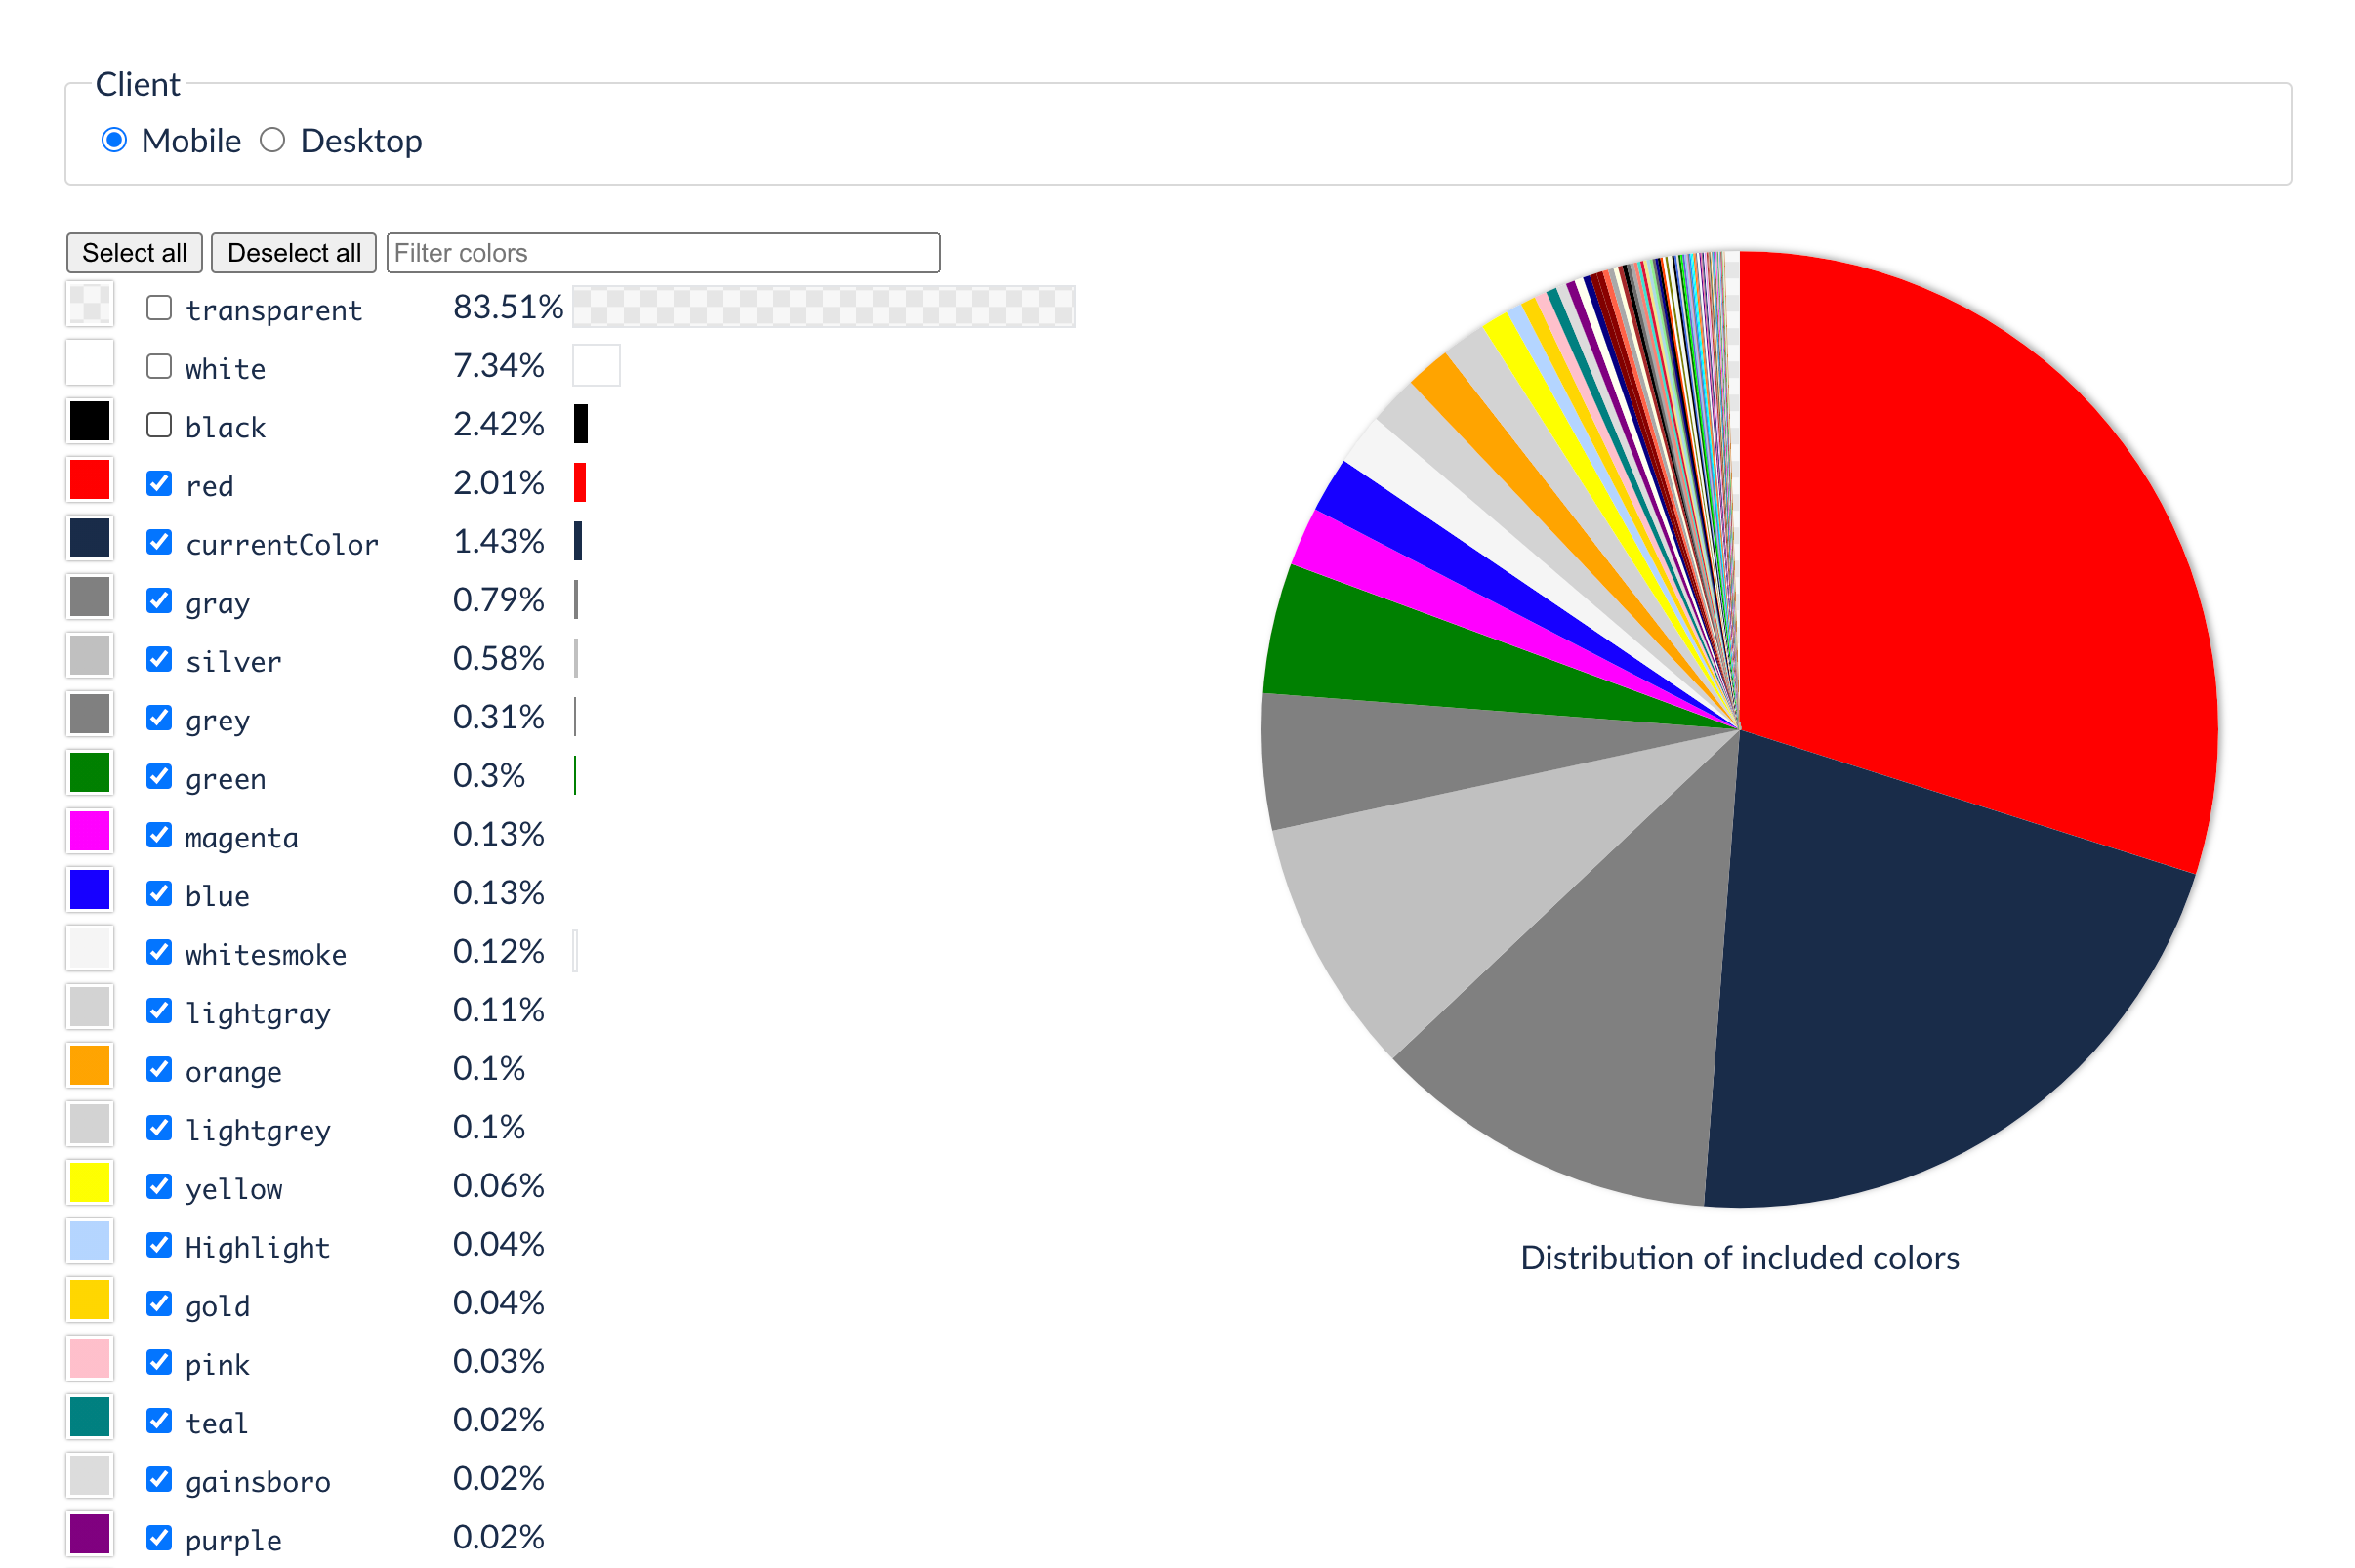 Client
Mobile Desktop
Select all Deselect all Filter colors
transparent 83.51%
white 7.34%
black 2.42%
red 2.01%
currentColor 1.43%
gray 0.79%
silver 0.58%
grey 0.31%
green 0.3%
magenta 0.13%
blue 0.13%
whitesmoke 0.12%
lightgray 0.11%
orange 0.1%
lightgrey 0.1%
yellow 0.06%
Highlight 0.04%
gold 0.04%
pink 0.03%
teal 0.02%
gainsboro 0.02%
purple 0.02%
Distribution of included colors